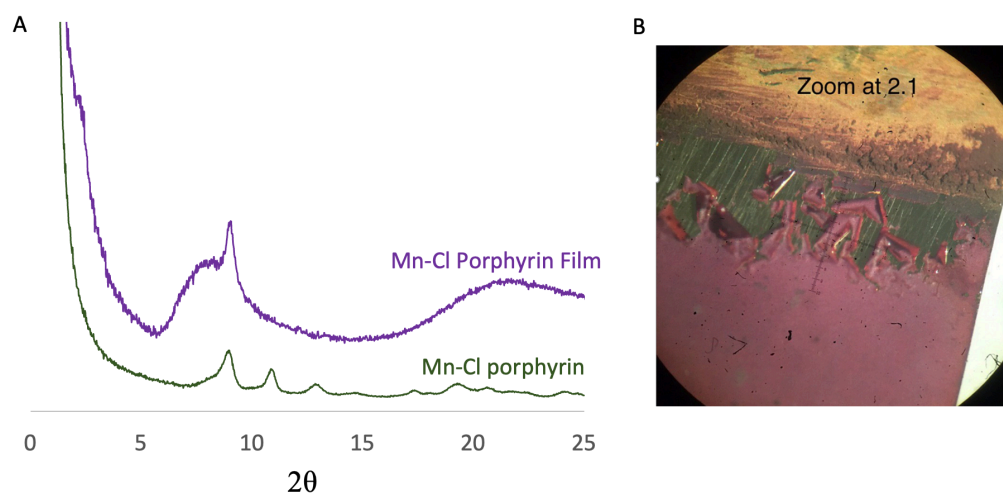 A
B
Zoom at 2.1
Mn-Cl Porphyrin Film
Mn-Cl porphyrin
0 5 10 15 20 25
2θ